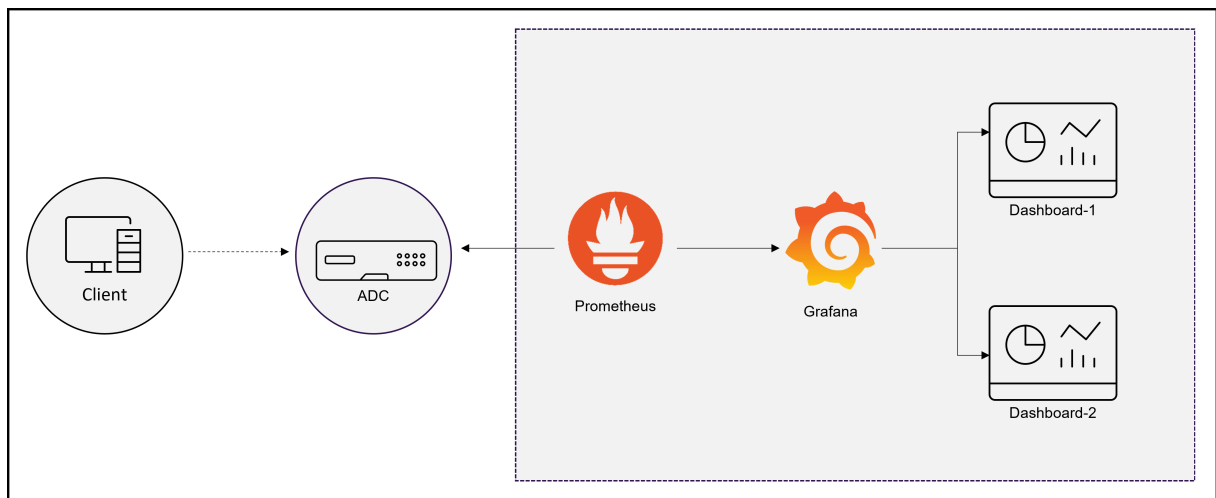 Client
ADC
Prometheus
Grafana
Dashboard-1
Dashboard-2